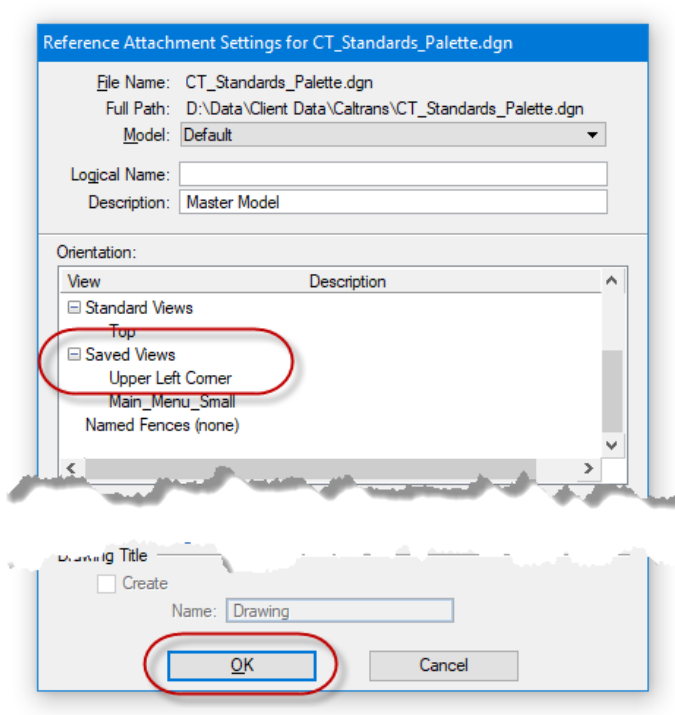 Reference Attachment Settings for CT_Standards_Palette.dgn
File Name: CT_Standards_Palette.dgn
Full Path: D:\Data\Client Data\Caltrans\CT_Standards_Palette.dgn
Model: Default
Logical Name:
Description: Master Model
Orientation:
View Description
Standard Views
Top
Saved Views
Upper Left Corner
Main_Menu_Small
Named Fences (none)
Drawing Title
Create
Name: Drawing
OK Cancel